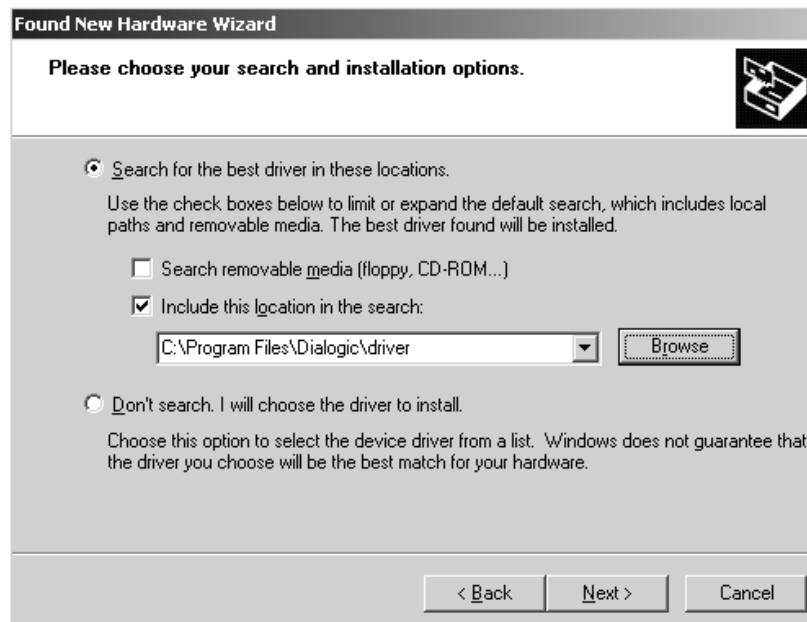 Found New Hardware Wizard
Please choose your search and installation options.
Search for the best driver in these locations.
Use the check boxes below to limit or expand the default search, which includes local
paths and removable media. The best driver found will be installed.
Search removable media (floppy, CD-ROM...)
Include this location in the search:
C:\Program Files\Dialogic\driver
Browse
Don't search. I will choose the driver to install.
Choose this option to select the device driver from a list. Windows does not guarantee that
the driver you choose will be the best match for your hardware.
< Back Next > Cancel